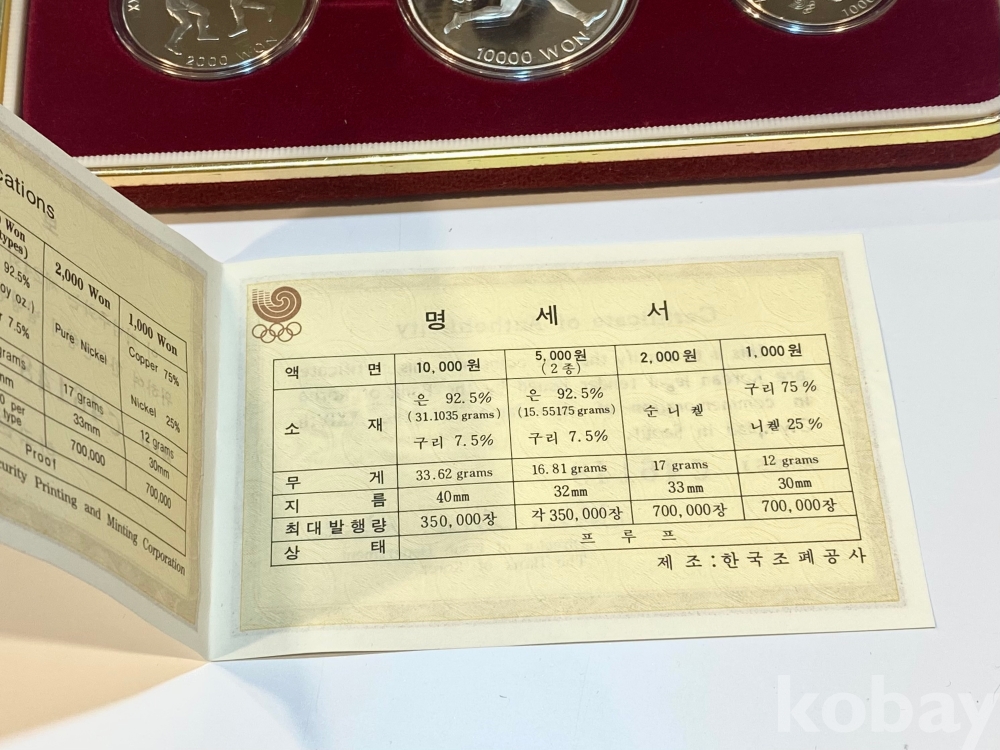 2000 WON
10000 WON
1000
cations
Won
types)
2,000 Won
1,000 Won
92.5%
oy oz.)
7.5%
Pure Nickel
Copper 75%
Nickel 25%
grams
17 grams
12 grams
mm
33mm
30mm
0 per
type
700,000
700,000
Proof
curity Printing and Minting Corporation
명 세 서
액 면 10,000원 5,000원 (2종) 2,000원 1,000원
소 재 은 92.5% (31.1035 grams) 구리 7.5% 은 92.5% (15.55175 grams) 구리 7.5% 순 니 켈 구리 75% 니켈 25%
무 게 33.62 grams 16.81 grams 17 grams 12 grams
지 름 40mm 32mm 33mm 30mm
최대발행량 350,000장 각350,000장 700,000장 700,000장
상 태 프 루 프
제 조 : 한국조폐공사
kobay